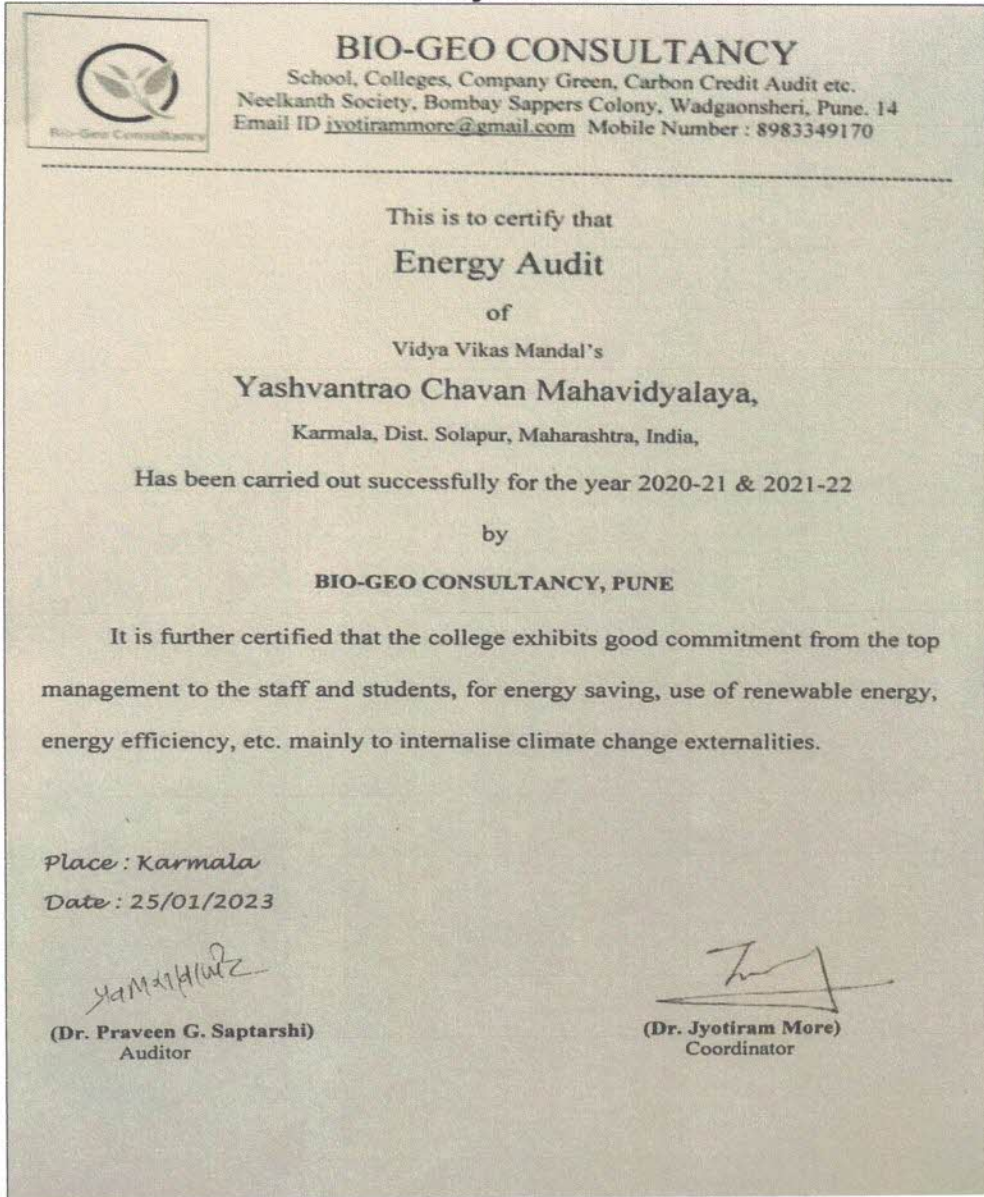 BIO-GEO CONSULTANCY
School, Colleges, Company Green, Carbon Credit Audit etc.
Neelkanth Society, Bombay Sappers Colony, Wadgaonsheri, Pune. 14
Email ID jyotirammore@gmail.com Mobile Number : 8983349170
Bio-Geo Consultancy
This is to certify that
Energy Audit
of
Vidya Vikas Mandal's
Yashvantrao Chavan Mahavidyalaya,
Karmala, Dist. Solapur, Maharashtra, India,
Has been carried out successfully for the year 2020-21 & 2021-22
by
BIO-GEO CONSULTANCY, PUNE
It is further certified that the college exhibits good commitment from the top
management to the staff and students, for energy saving, use of renewable energy,
energy efficiency, etc. mainly to internalise climate change externalities.
Place : Karmala
Date : 25/01/2023
(Dr. Praveen G. Saptarshi)
Auditor
(Dr. Jyotiram More)
Coordinator